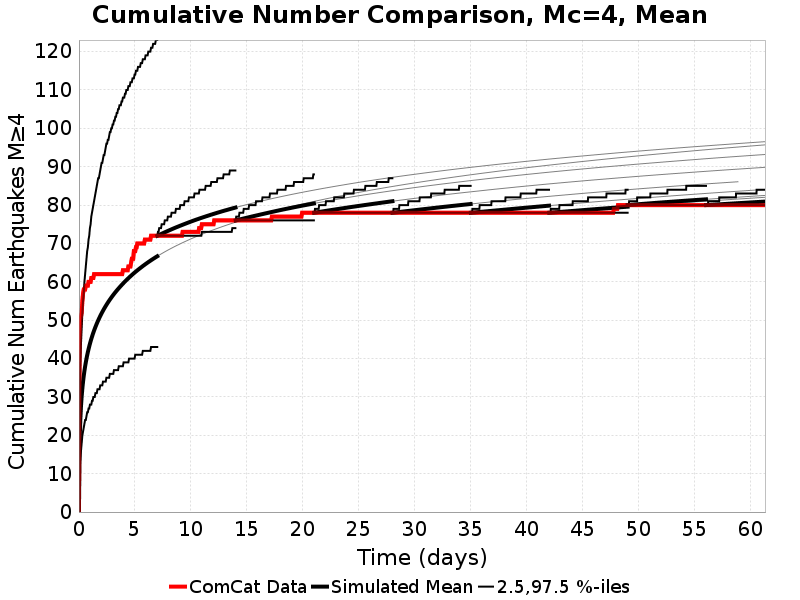 Cumulative Number Comparison, Mc=4, Mean
Cumulative Num Earthquakes M≥4
120
110
100
90
80
70
60
50
40
30
20
10
0
0 5 10 15 20 25 30 35 40 45 50 55 60
Time (days)
ComCat Data Simulated Mean 2.5,97.5 %-iles